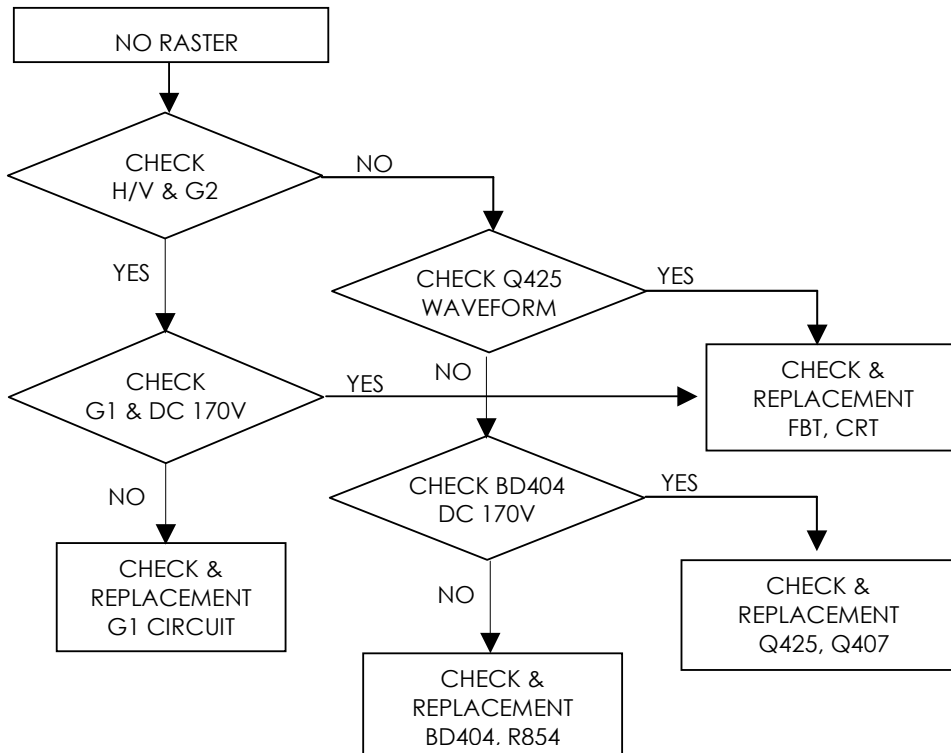 NO RASTER
CHECK
H/V & G2
NO
YES
CHECK Q425
WAVEFORM
YES
CHECK
G1 & DC 170V
YES
NO
CHECK &
REPLACEMENT
FBT, CRT
NO
CHECK BD404
DC 170V
YES
CHECK &
REPLACEMENT
G1 CIRCUIT
NO
CHECK &
REPLACEMENT
Q425, Q407
CHECK &
REPLACEMENT
BD404, R854